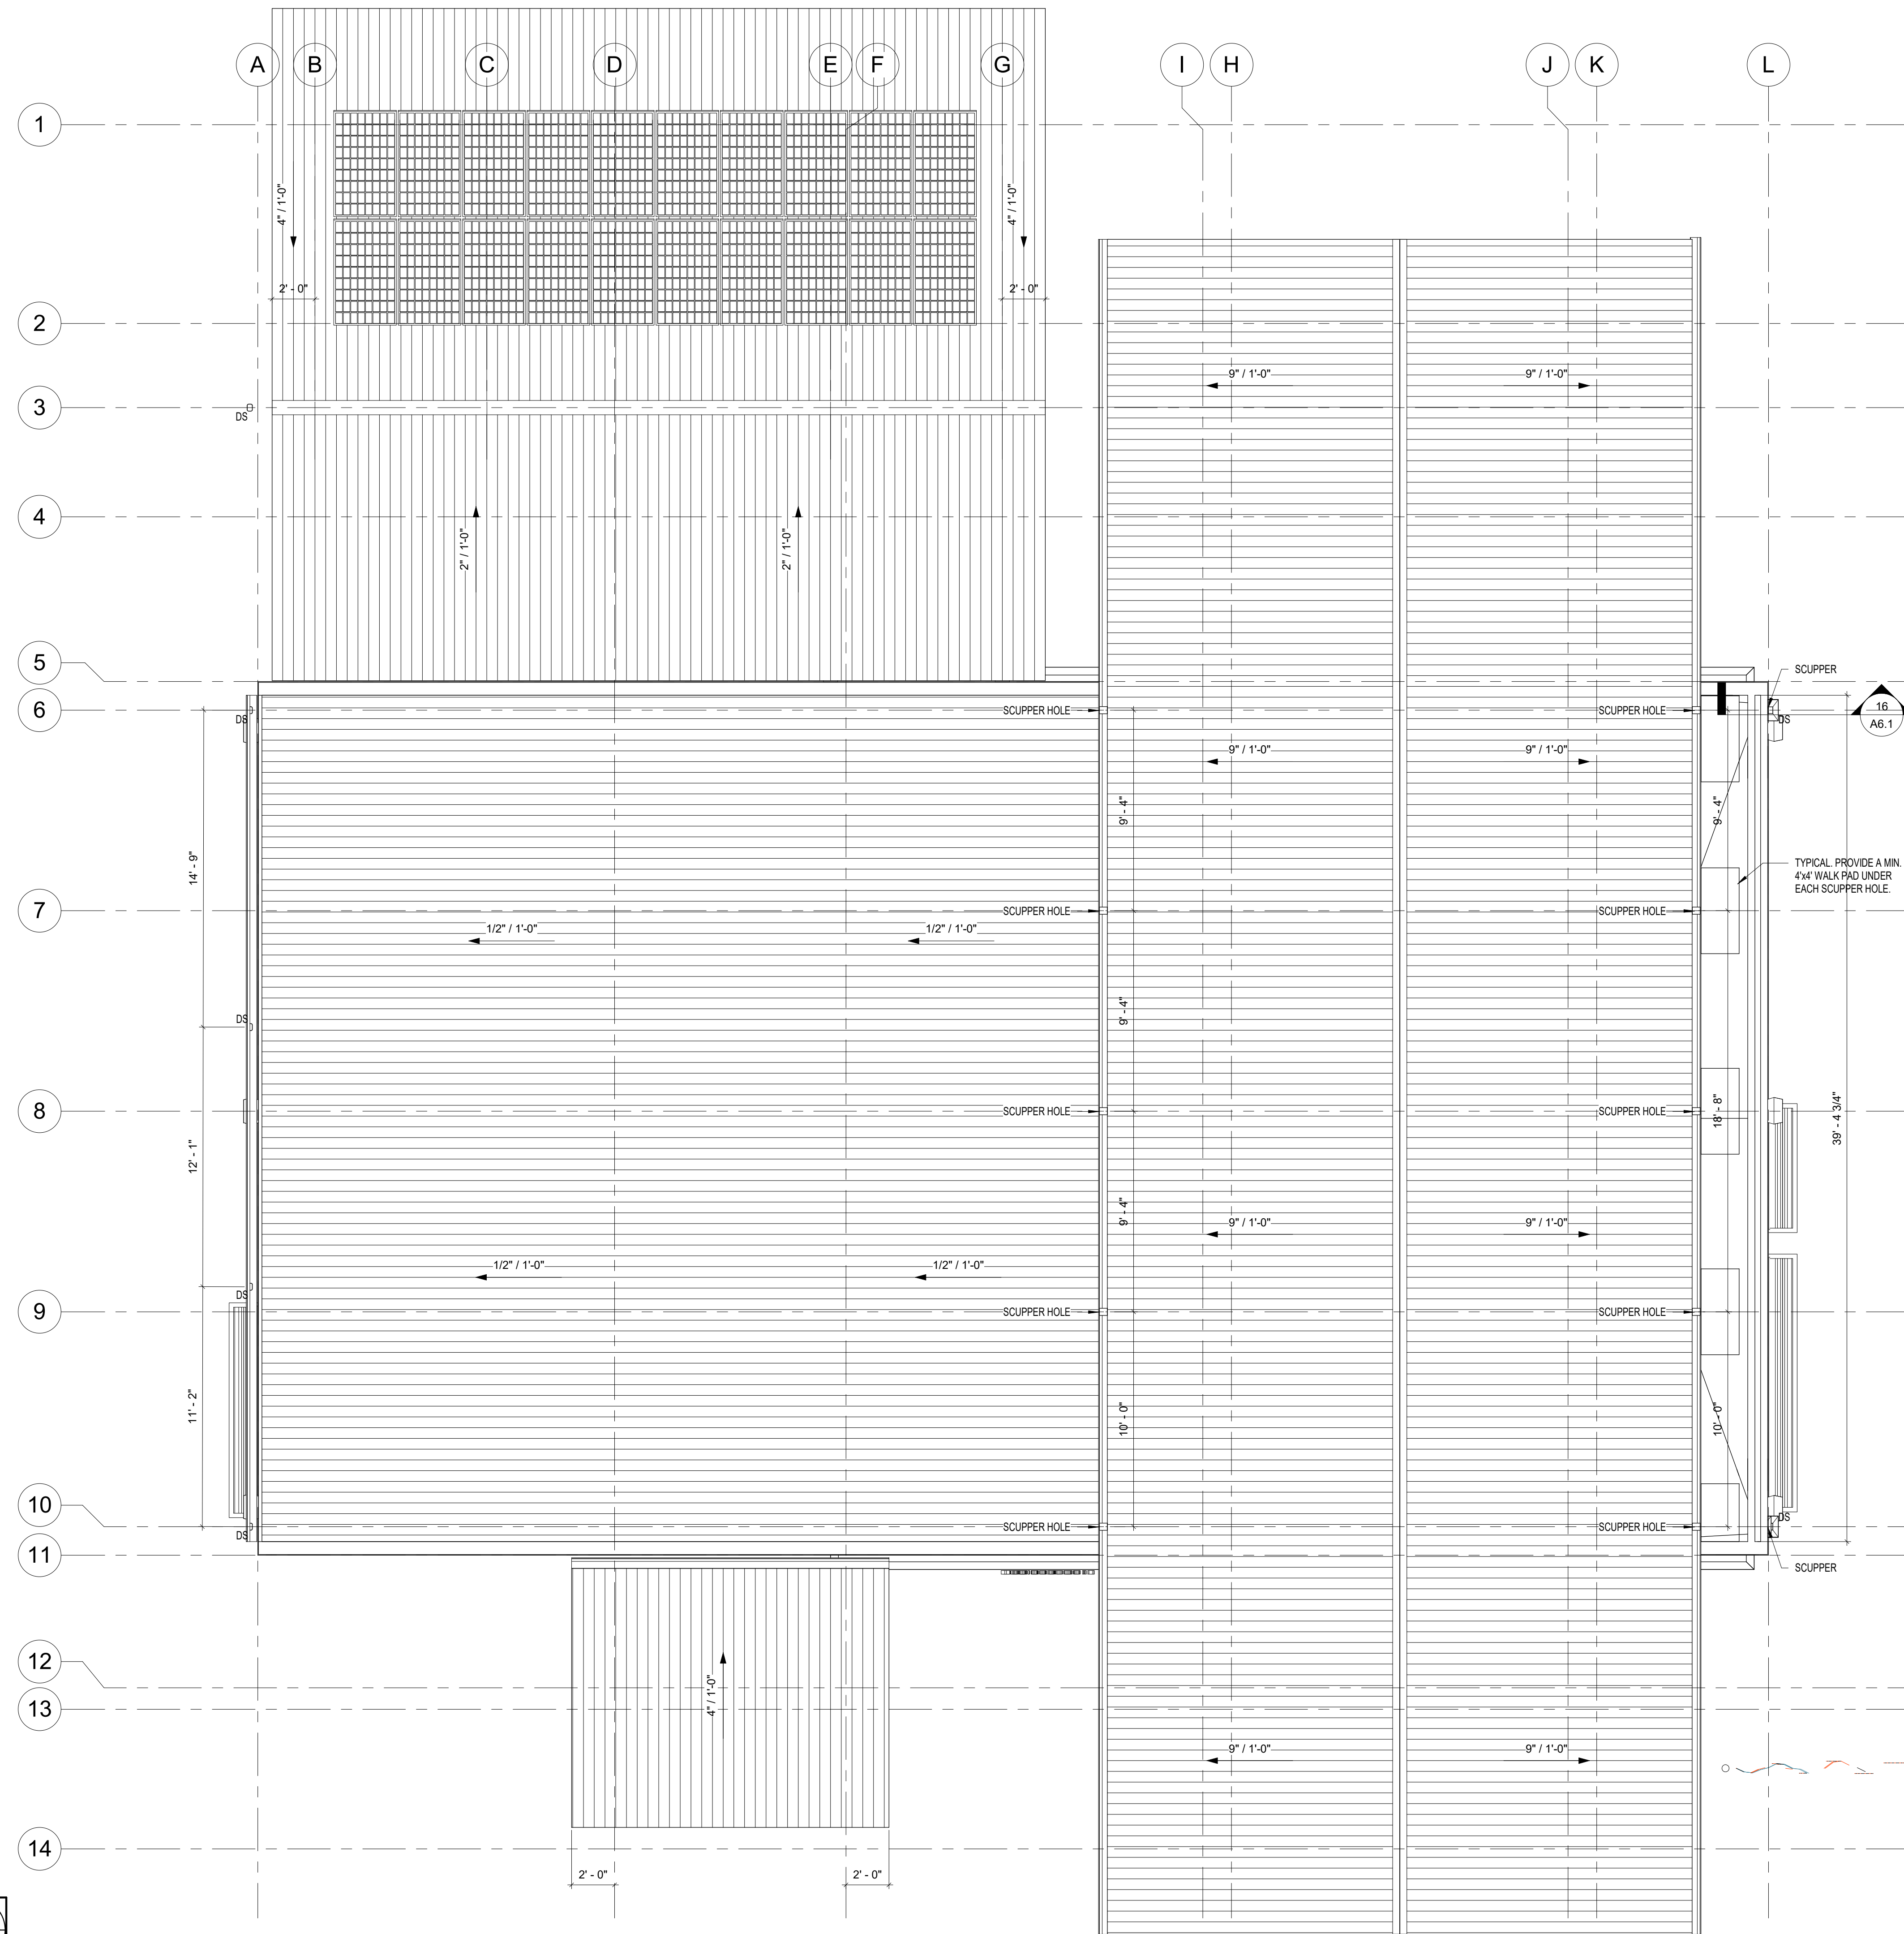 A B C D E F G I H J K L
1
4" / 1'-0" 4" / 1'-0"
2' - 0" 2' - 0"
2
9" / 1'-0" 9" / 1'-0"
3
DS
4
2" / 1'-0" 2" / 1'-0"
5
SCUPPER
6
DS
SCUPPER HOLE SCUPPER HOLE
16
A6.1
DS
9" / 1'-0" 9" / 1'-0"
9' - 4" 9' - 4"
14' - 9"
TYPICAL. PROVIDE A MIN.
4'x4' WALK PAD UNDER
EACH SCUPPER HOLE.
7
SCUPPER HOLE SCUPPER HOLE
1/2" / 1'-0" 1/2" / 1'-0"
9' - 4"
DS
8
SCUPPER HOLE SCUPPER HOLE
18' - 8"
39' - 4 3/4"
12' - 1"
9' - 4"
9" / 1'-0" 9" / 1'-0"
1/2" / 1'-0" 1/2" / 1'-0"
DS
9
SCUPPER HOLE SCUPPER HOLE
11' - 2"
10' - 0" 10' - 0"
10
DS
SCUPPER HOLE SCUPPER HOLE
DS
11
SCUPPER
12
4" / 1'-0"
13
9" / 1'-0" 9" / 1'-0"
14
2' - 0" 2' - 0"